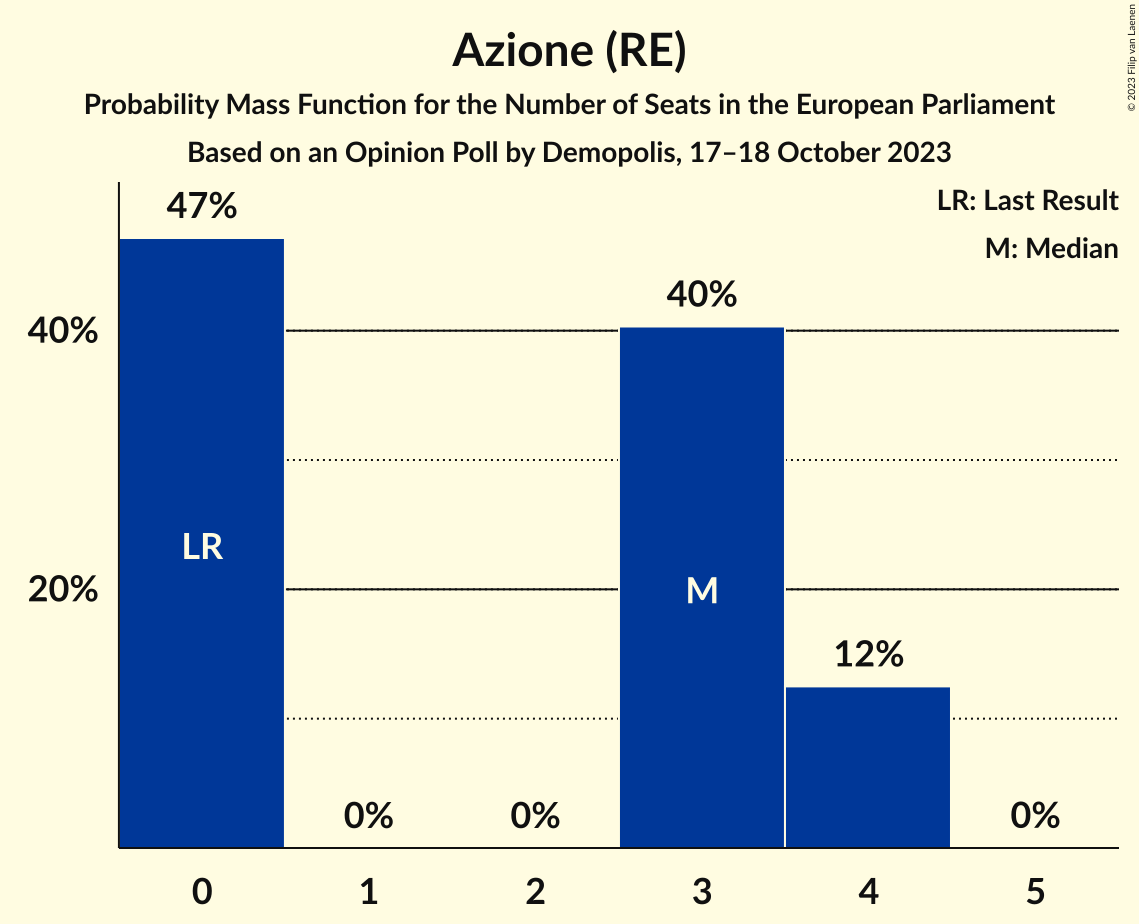 Azione (RE)
Probability Mass Function for the Number of Seats in the European Parliament
Based on an Opinion Poll by Demopolis, 17–18 October 2023
© 2023 Filip van Laenen
LR: Last Result
M: Median
47%
40%
40%
LR
M
20%
12%
0%
0%
0%
0
1
2
3
4
5